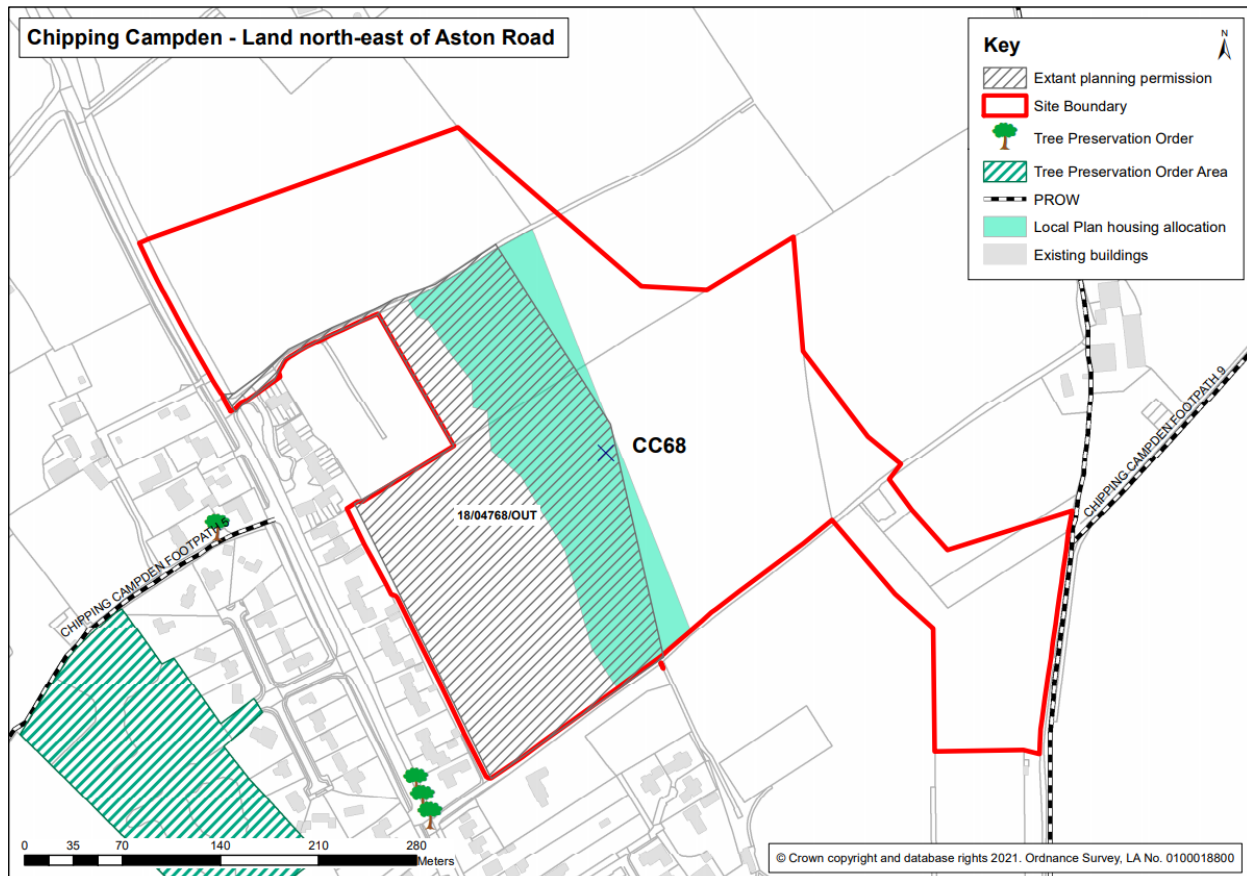 Chipping Campden - Land north-east of Aston Road
Key
N
Extant planning permission
Site Boundary
Tree Preservation Order
Tree Preservation Order Area
PROW
Local Plan housing allocation
Existing buildings
CC68
18/04768/OUT
CHIPPING CAMPDEN FOOTPATH 9
CHIPPING CAMPDEN FOOTPATH 6
0 35 70 140 210 280
Meters
© Crown copyright and database rights 2021. Ordnance Survey, LA No. 0100018800